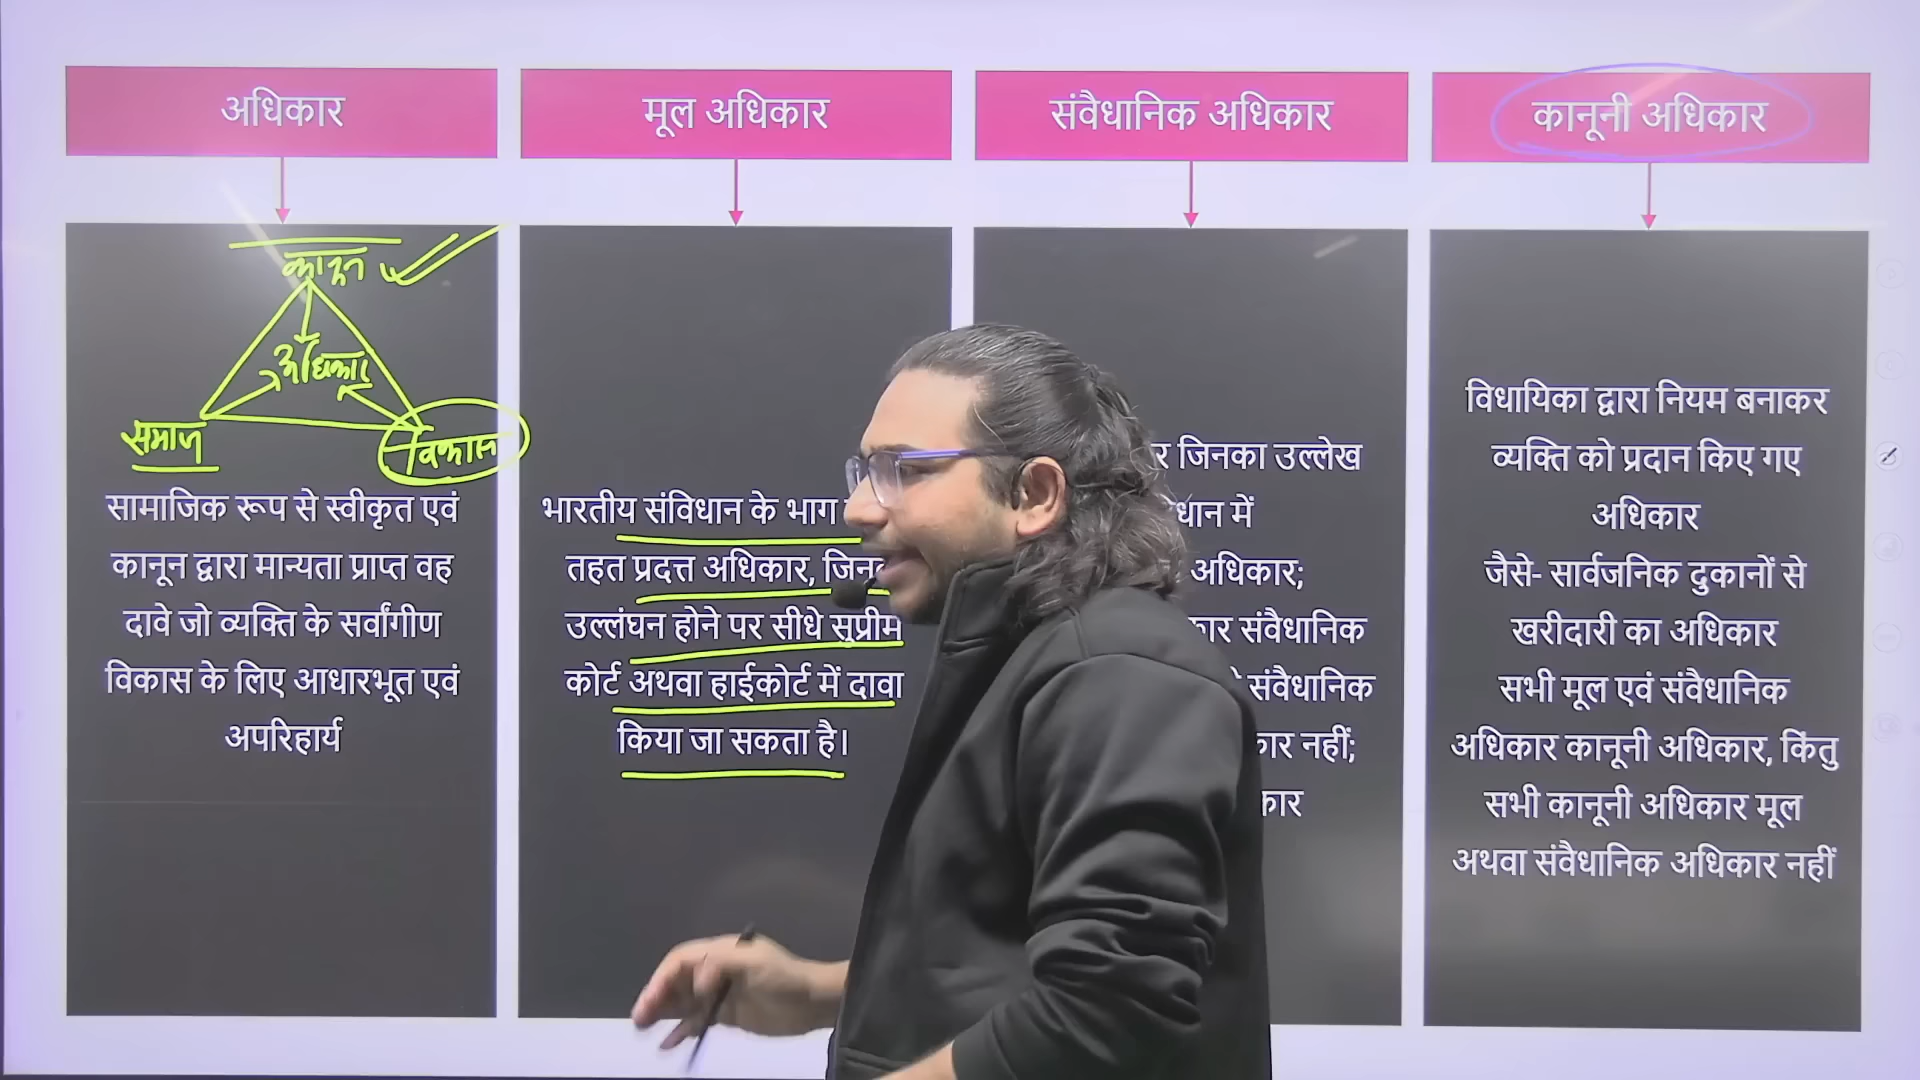 अधिकार
मूल अधिकार
संवैधानिक अधिकार
कानूनी अधिकार
कानून
अधिकार
समाज
विकास
सामाजिक रूप से स्वीकृत एवं
कानून द्वारा मान्यता प्राप्त वह
दावे जो व्यक्ति के सर्वांगीण
विकास के लिए आधारभूत एवं
अपरिहार्य
भारतीय संविधान के भाग
तहत प्रदत्त अधिकार,
उल्लंघन होने पर सीधे सुप्रीम
कोर्ट अथवा हाईकोर्ट में दावा
किया जा सकता है।
जिनका उल्लेख
में
अधिकार;
संवैधानिक
संवैधानिक
नहीं;
विधायिका द्वारा नियम बनाकर
व्यक्ति को प्रदान किए गए
अधिकार
जैसे- सार्वजनिक दुकानों से
खरीदारी का अधिकार
सभी मूल एवं संवैधानिक
अधिकार कानूनी अधिकार, किंतु
सभी कानूनी अधिकार मूल
अथवा संवैधानिक अधिकार नहीं